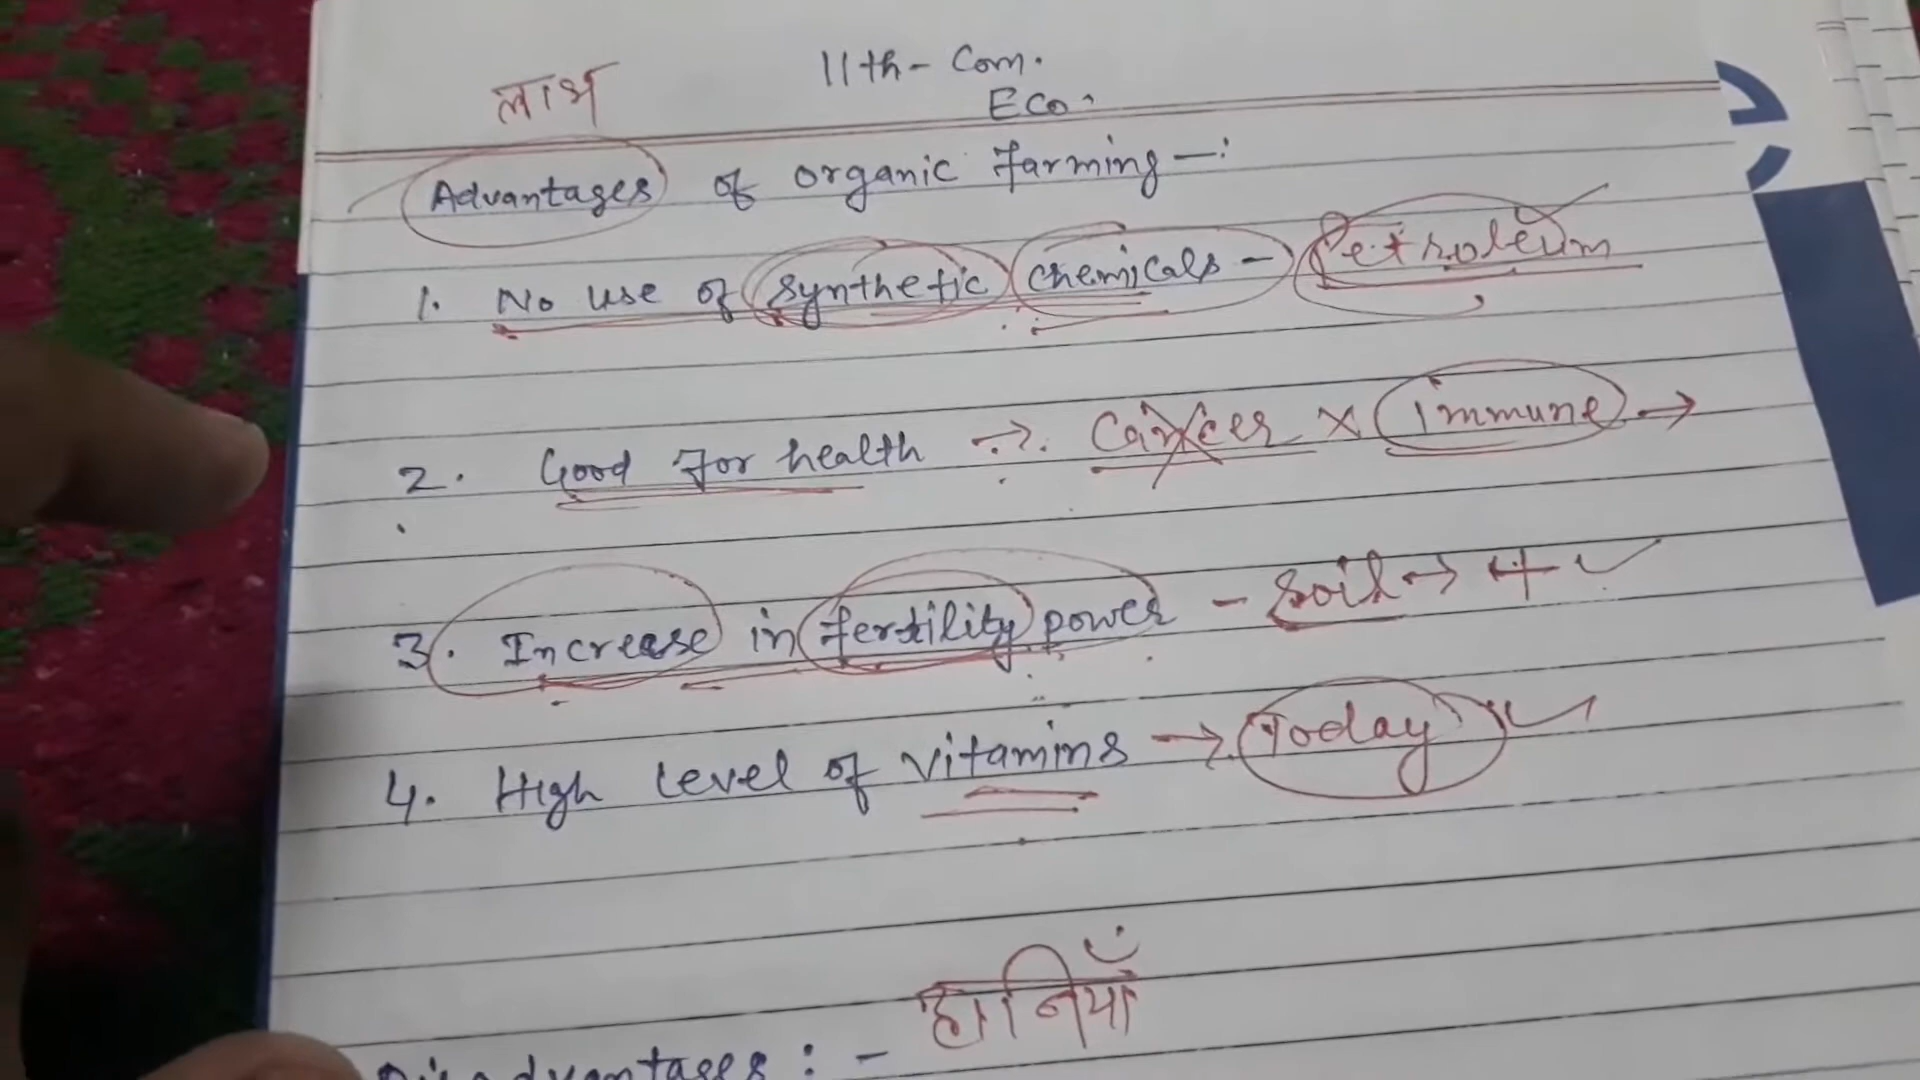 11th - Com.
लाभ
Eco.
Advantages of organic farming -:
1. No use of synthetic chemicals - Petroleum
2. Good for health → Cancer × immune →
3. Increase in fertility power - Soil → + ✓
4. High level of vitamins → Today ✓
हानियाँ
Disadvantages : -